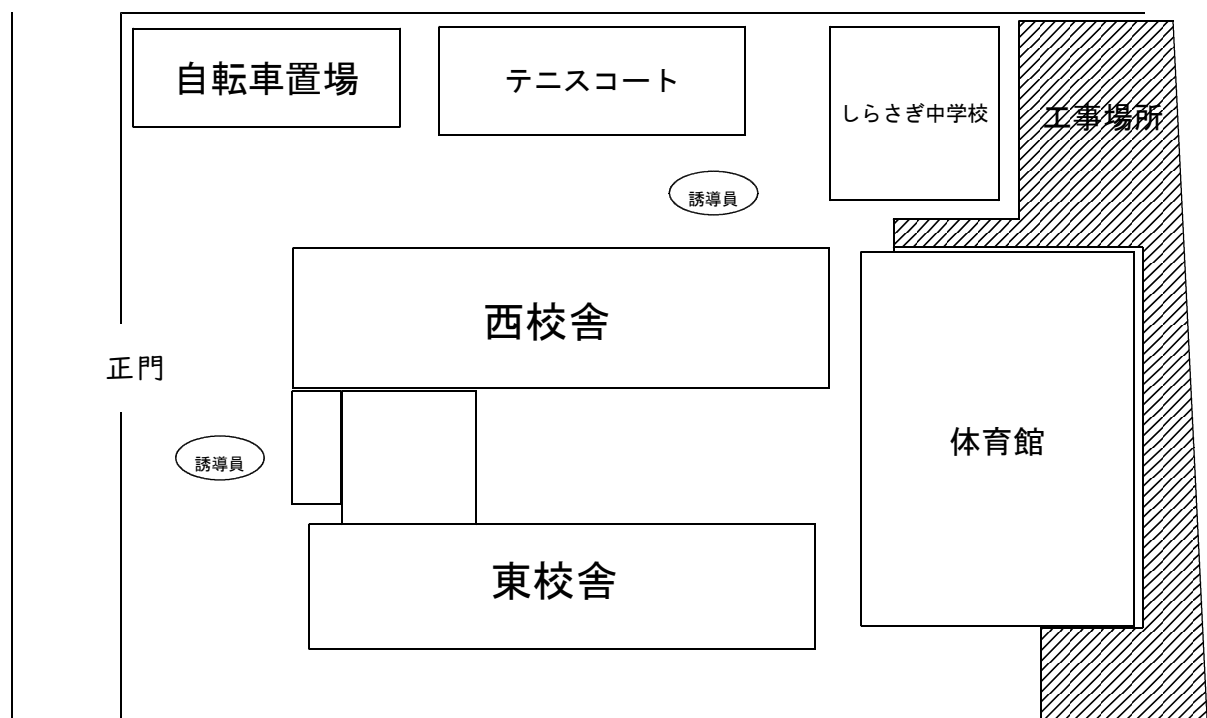 自転車置場
テニスコート
しらさぎ中学校
工事場所
誘導員
西校舎
正門
体育館
誘導員
東校舎